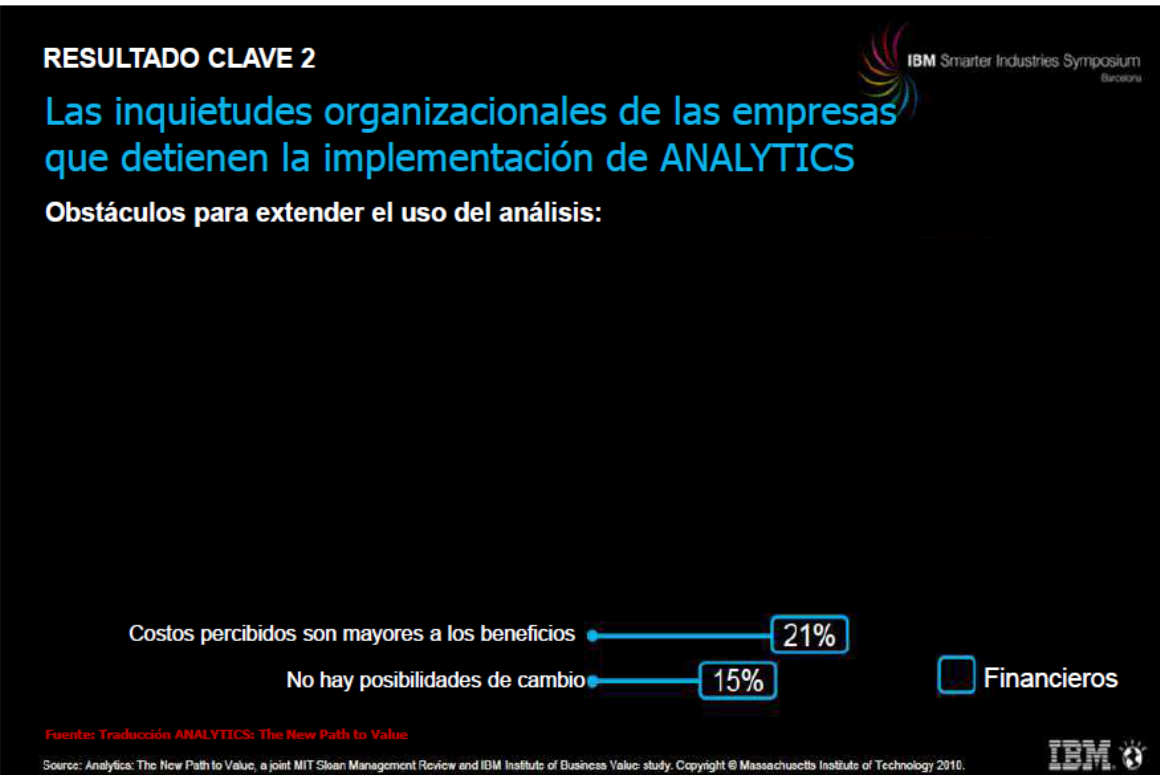 RESULTADO CLAVE 2
IBM Smarter Industries Symposium
Barcelona
Las inquietudes organizacionales de las empresas
que detienen la implementación de ANALYTICS
Obstáculos para extender el uso del análisis:
Costos percibidos son mayores a los beneficios 21%
No hay posibilidades de cambio 15%
Financieros
Fuente: Traducción ANALYTICS: The New Path to Value
Source: Analytics: The New Path to Value, a joint MIT Sloan Management Review and IBM Institute of Business Value study. Copyright © Massachusetts Institute of Technology 2010.
IBM